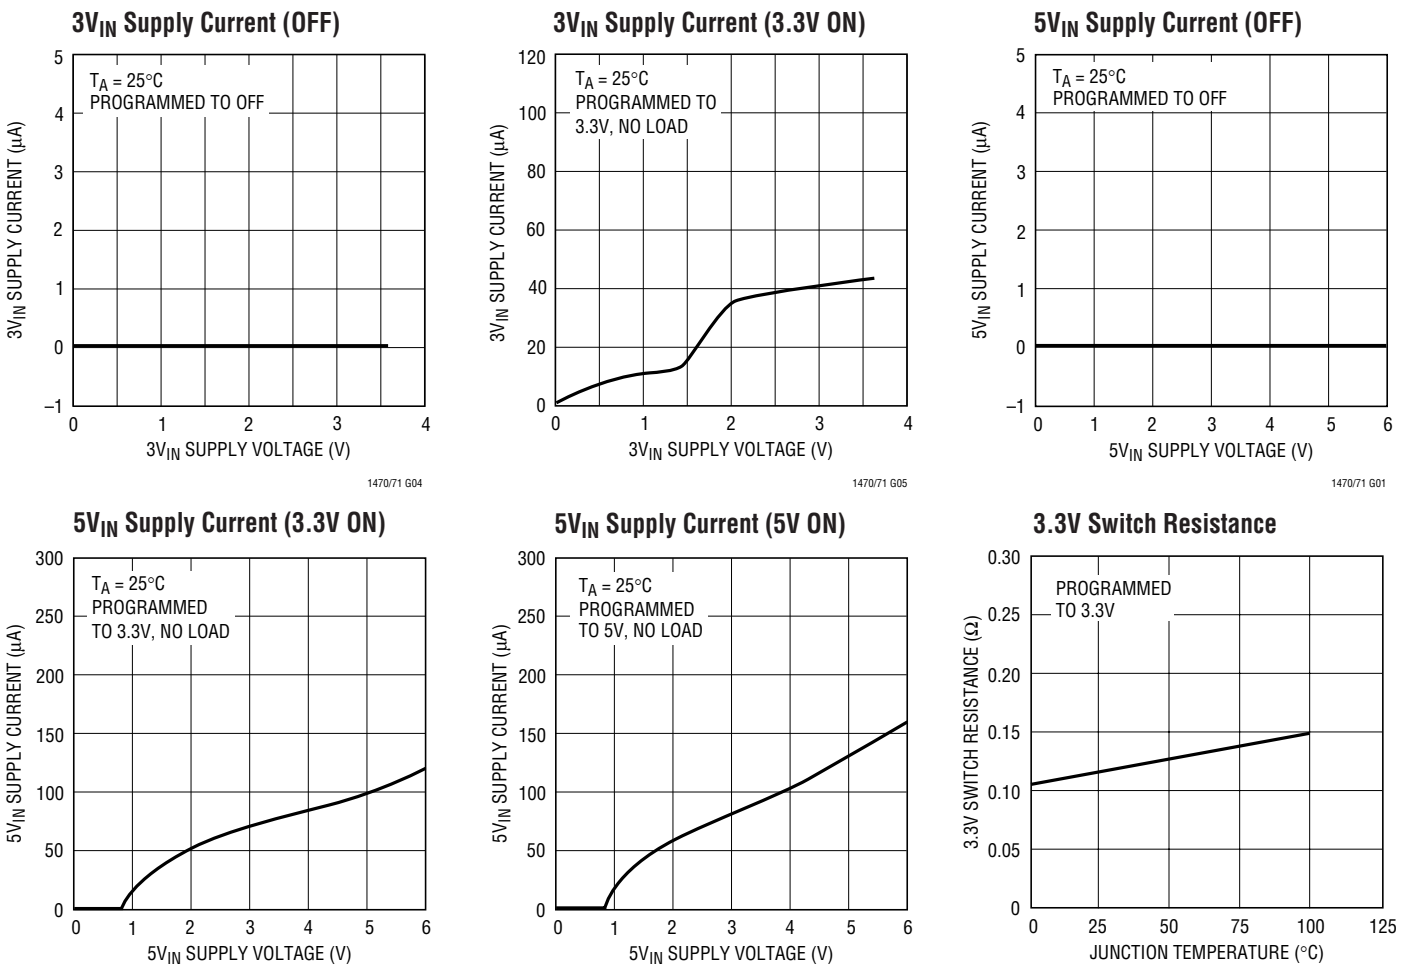 3VIN Supply Current (OFF)
5
4
3
2
1
0
–1
3VIN SUPPLY CURRENT (µA)
TA = 25°C
PROGRAMMED TO OFF
0 1 2 3 4
3VIN SUPPLY VOLTAGE (V)
1470/71 G04
3VIN Supply Current (3.3V ON)
120
100
80
60
40
20
0
3VIN SUPPLY CURRENT (µA)
TA = 25°C
PROGRAMMED TO
3.3V, NO LOAD
0 1 2 3 4
3VIN SUPPLY VOLTAGE (V)
1470/71 G05
5VIN Supply Current (OFF)
5
4
3
2
1
0
–1
5VIN SUPPLY CURRENT (µA)
TA = 25°C
PROGRAMMED TO OFF
0 1 2 3 4 5 6
5VIN SUPPLY VOLTAGE (V)
1470/71 G01
5VIN Supply Current (3.3V ON)
300
250
200
150
100
50
0
5VIN SUPPLY CURRENT (µA)
TA = 25°C
PROGRAMMED
TO 3.3V, NO LOAD
0 1 2 3 4 5 6
5VIN SUPPLY VOLTAGE (V)
5VIN Supply Current (5V ON)
300
250
200
150
100
50
0
5VIN SUPPLY CURRENT (µA)
TA = 25°C
PROGRAMMED
TO 5V, NO LOAD
0 1 2 3 4 5 6
5VIN SUPPLY VOLTAGE (V)
3.3V Switch Resistance
0.30
0.25
0.20
0.15
0.10
0.05
0
3.3V SWITCH RESISTANCE (Ω)
PROGRAMMED
TO 3.3V
0 25 50 75 100 125
JUNCTION TEMPERATURE (°C)